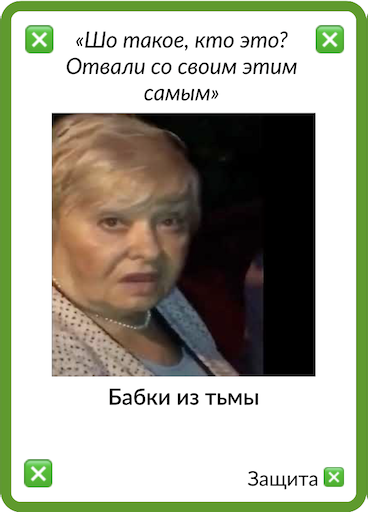 «Шо такое, кто это?
Отвали со своим этим
самым»
Бабки из тьмы
Защита